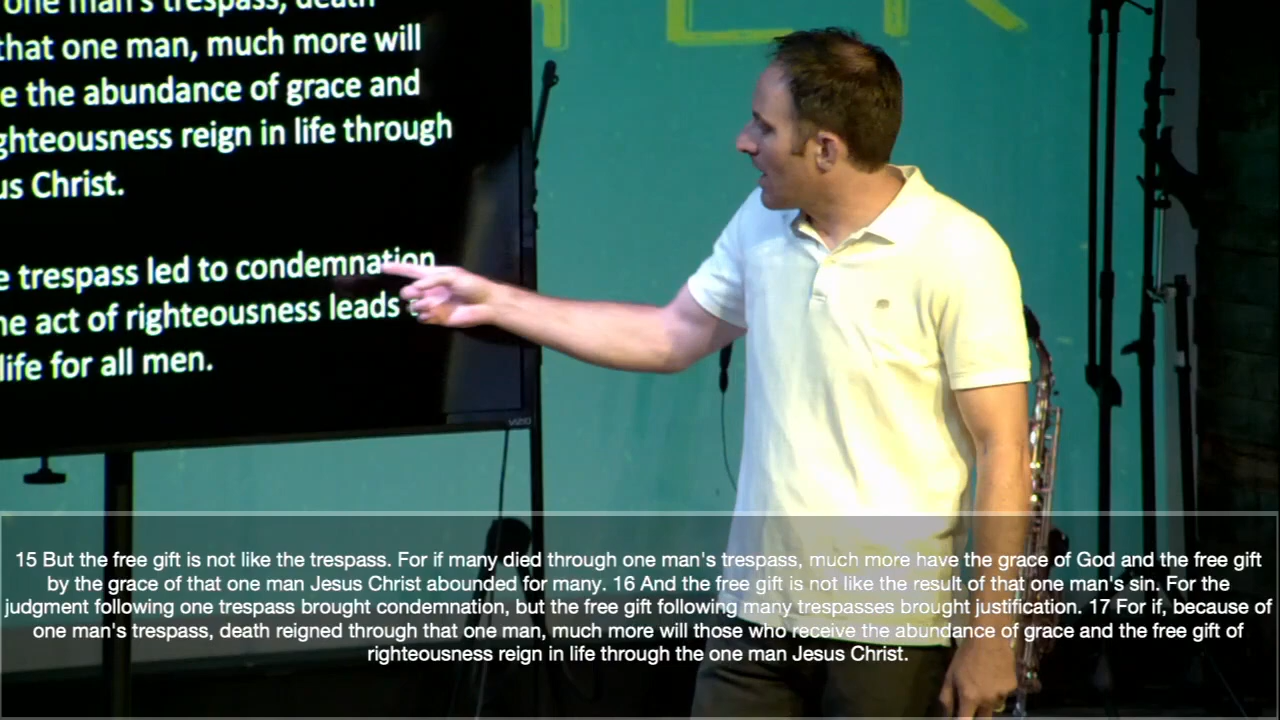 one man's trespass, death
that one man, much more will
e the abundance of grace and
ghteousness reign in life through
us Christ.
e trespass led to condemnation
ne act of righteousness leads
life for all men.
VIZIO
15 But the free gift is not like the trespass. For if many died through one man's trespass, much more have the grace of God and the free gift
by the grace of that one man Jesus Christ abounded for many. 16 And the free gift is not like the result of that one man's sin. For the
judgment following one trespass brought condemnation, but the free gift following many trespasses brought justification. 17 For if, because of
one man's trespass, death reigned through that one man, much more will those who receive the abundance of grace and the free gift of
righteousness reign in life through the one man Jesus Christ.